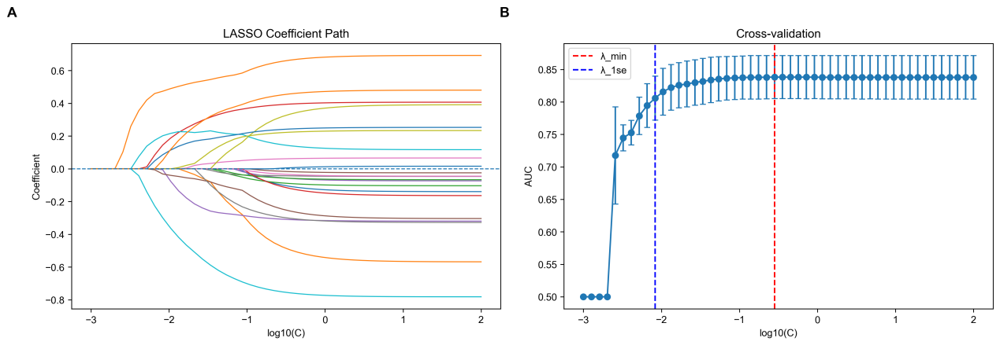 A
B
LASSO Coefficient Path
Cross-validation
Coefficient
0.6
0.4
0.2
0.0
−0.2
−0.4
−0.6
−0.8
−3
−2
−1
0
1
2
log10(C)
AUC
0.85
0.80
0.75
0.70
0.65
0.60
0.55
0.50
λ_min
λ_1se
−3
−2
−1
0
1
2
log10(C)